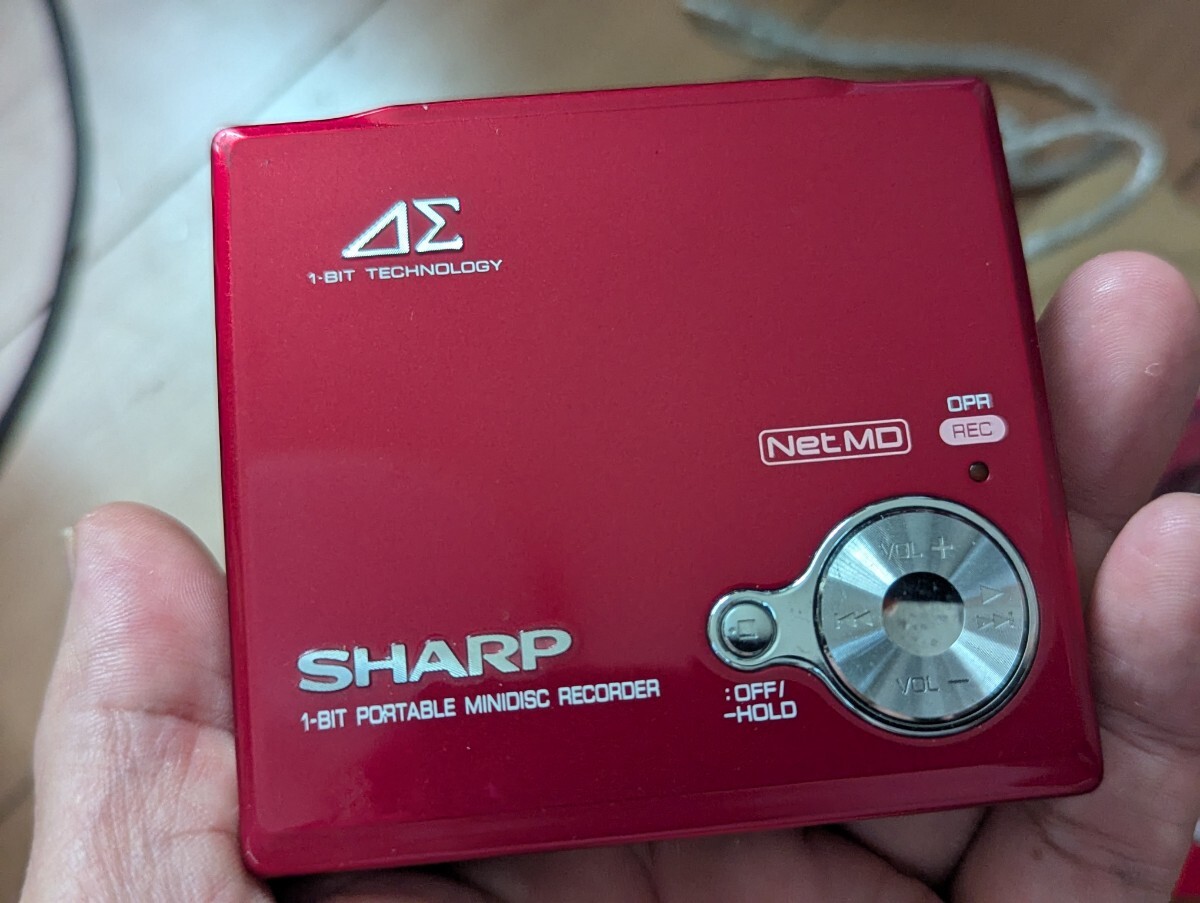 ΔΣ
1-BIT TECHNOLOGY
OPR
REC
NetMD
VOL +
VOL −
SHARP
1-BIT PORTABLE MINIDISC RECORDER
:OFF/
–HOLD